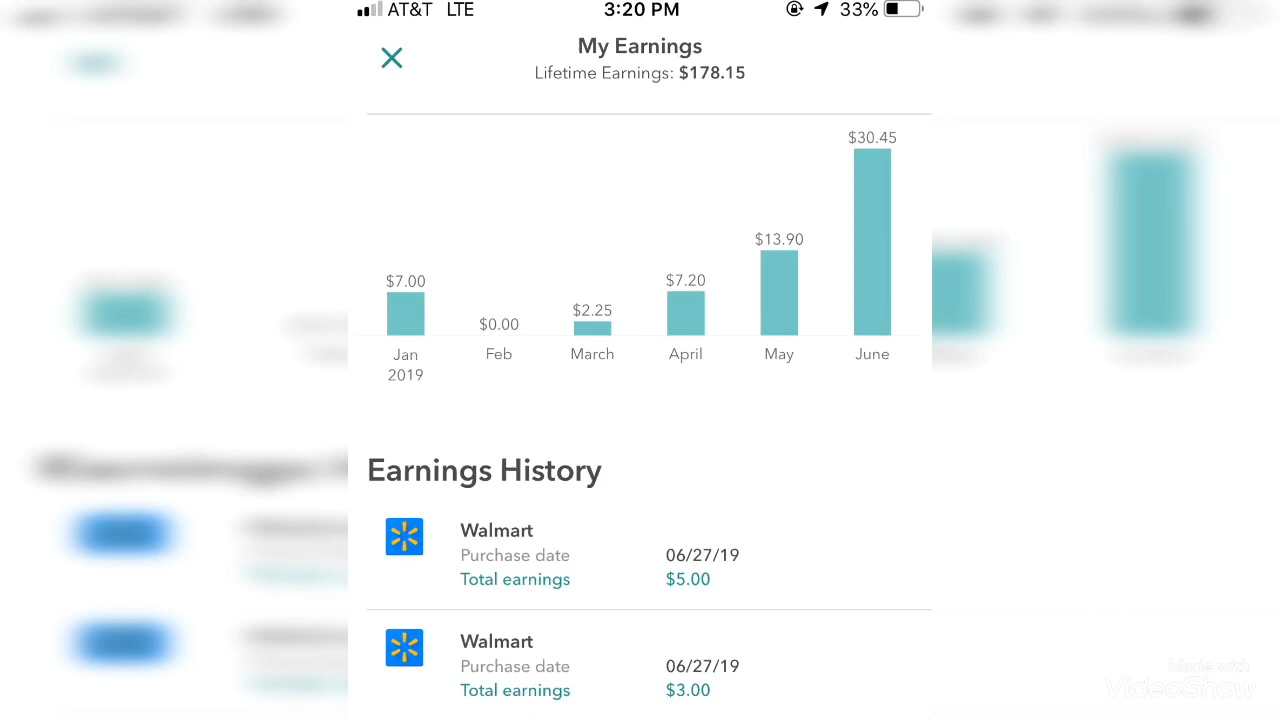 AT&T LTE 3:20 PM 33%
My Earnings
Lifetime Earnings: $178.15
$30.45
$13.90
$7.00
$7.20
$2.25
$0.00
Jan Feb March April May June
2019
Earnings History
Walmart
Purchase date 06/27/19
Total earnings $5.00
Walmart
Purchase date 06/27/19
Total earnings $3.00
Made with
VideoShow